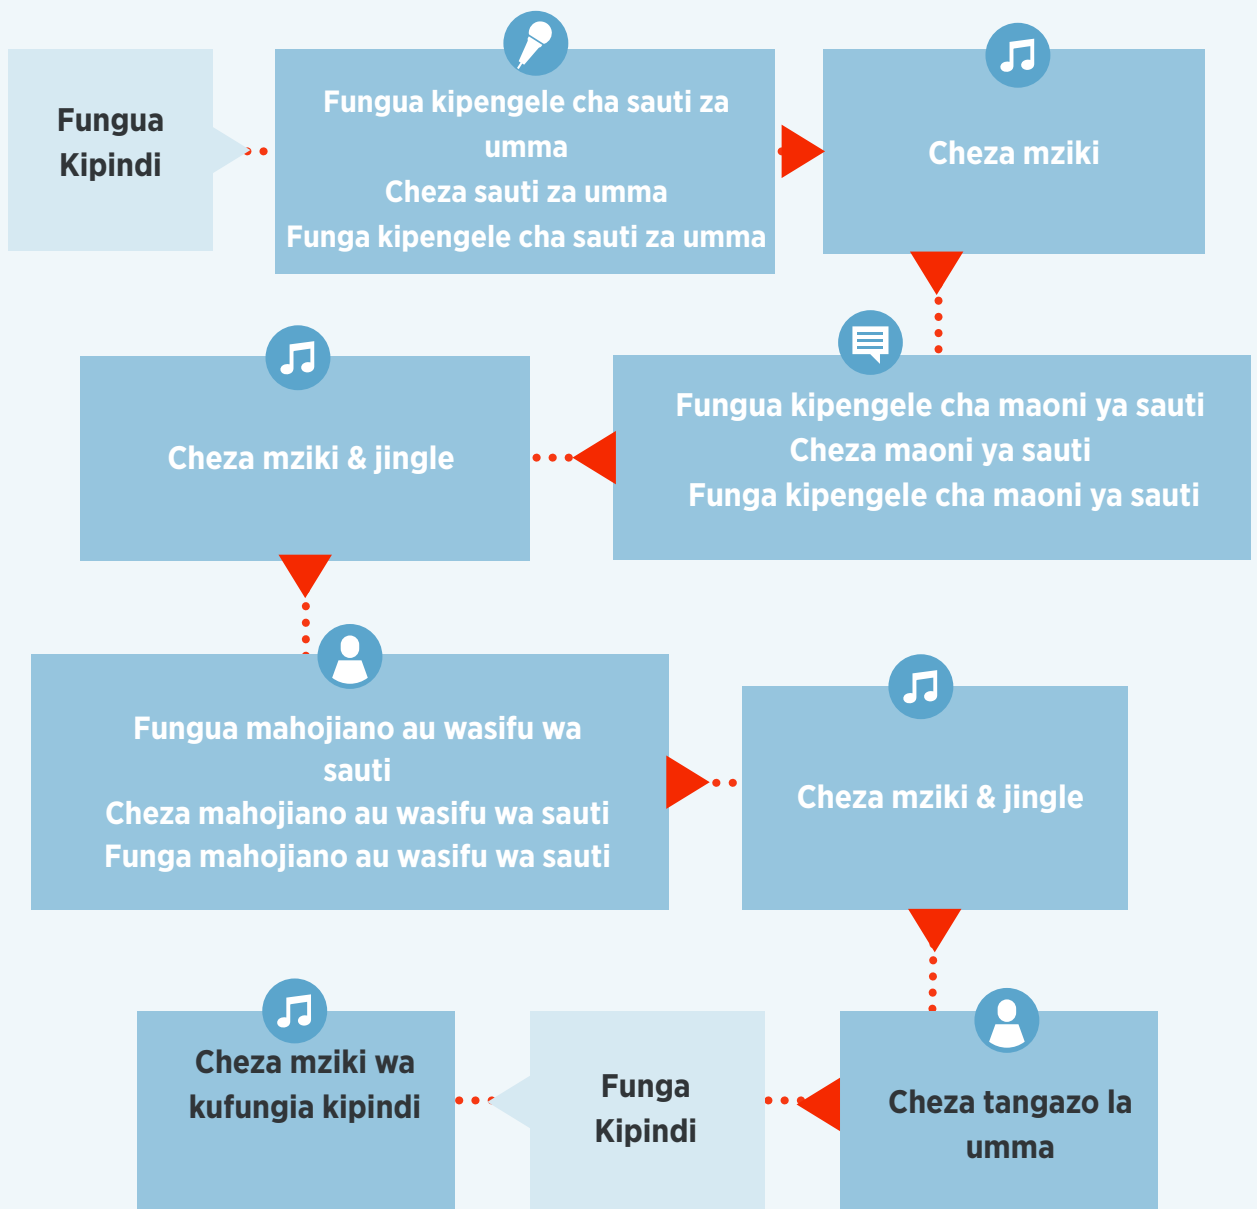 Fungua
Kipindi
Fungua kipengele cha sauti za
umma
Cheza sauti za umma
Funga kipengele cha sauti za umma
Cheza mziki
Fungua kipengele cha maoni ya sauti
Cheza maoni ya sauti
Funga kipengele cha maoni ya sauti
Cheza mziki & jingle
Fungua mahojiano au wasifu wa
sauti
Cheza mahojiano au wasifu wa sauti
Funga mahojiano au wasifu wa sauti
Cheza mziki & jingle
Cheza tangazo la
umma
Funga
Kipindi
Cheza mziki wa
kufungia kipindi